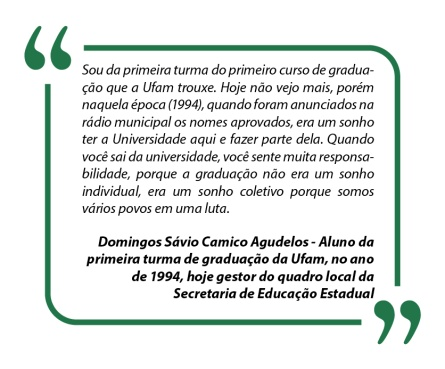 Sou da primeira turma do primeiro curso de gradua-
ção que a Ufam trouxe. Hoje não vejo mais, porém
naquela época (1994), quando foram anunciados na
rádio municipal os nomes aprovados, era um sonho
ter a Universidade aqui e fazer parte dela. Quando
você sai da universidade, você sente muita responsa-
bilidade, porque a graduação não era um sonho
individual, era um sonho coletivo porque somos
vários povos em uma luta.
Domingos Sávio Camico Agudelos - Aluno da
primeira turma de graduação da Ufam, no ano
de 1994, hoje gestor do quadro local da
Secretaria de Educação Estadual